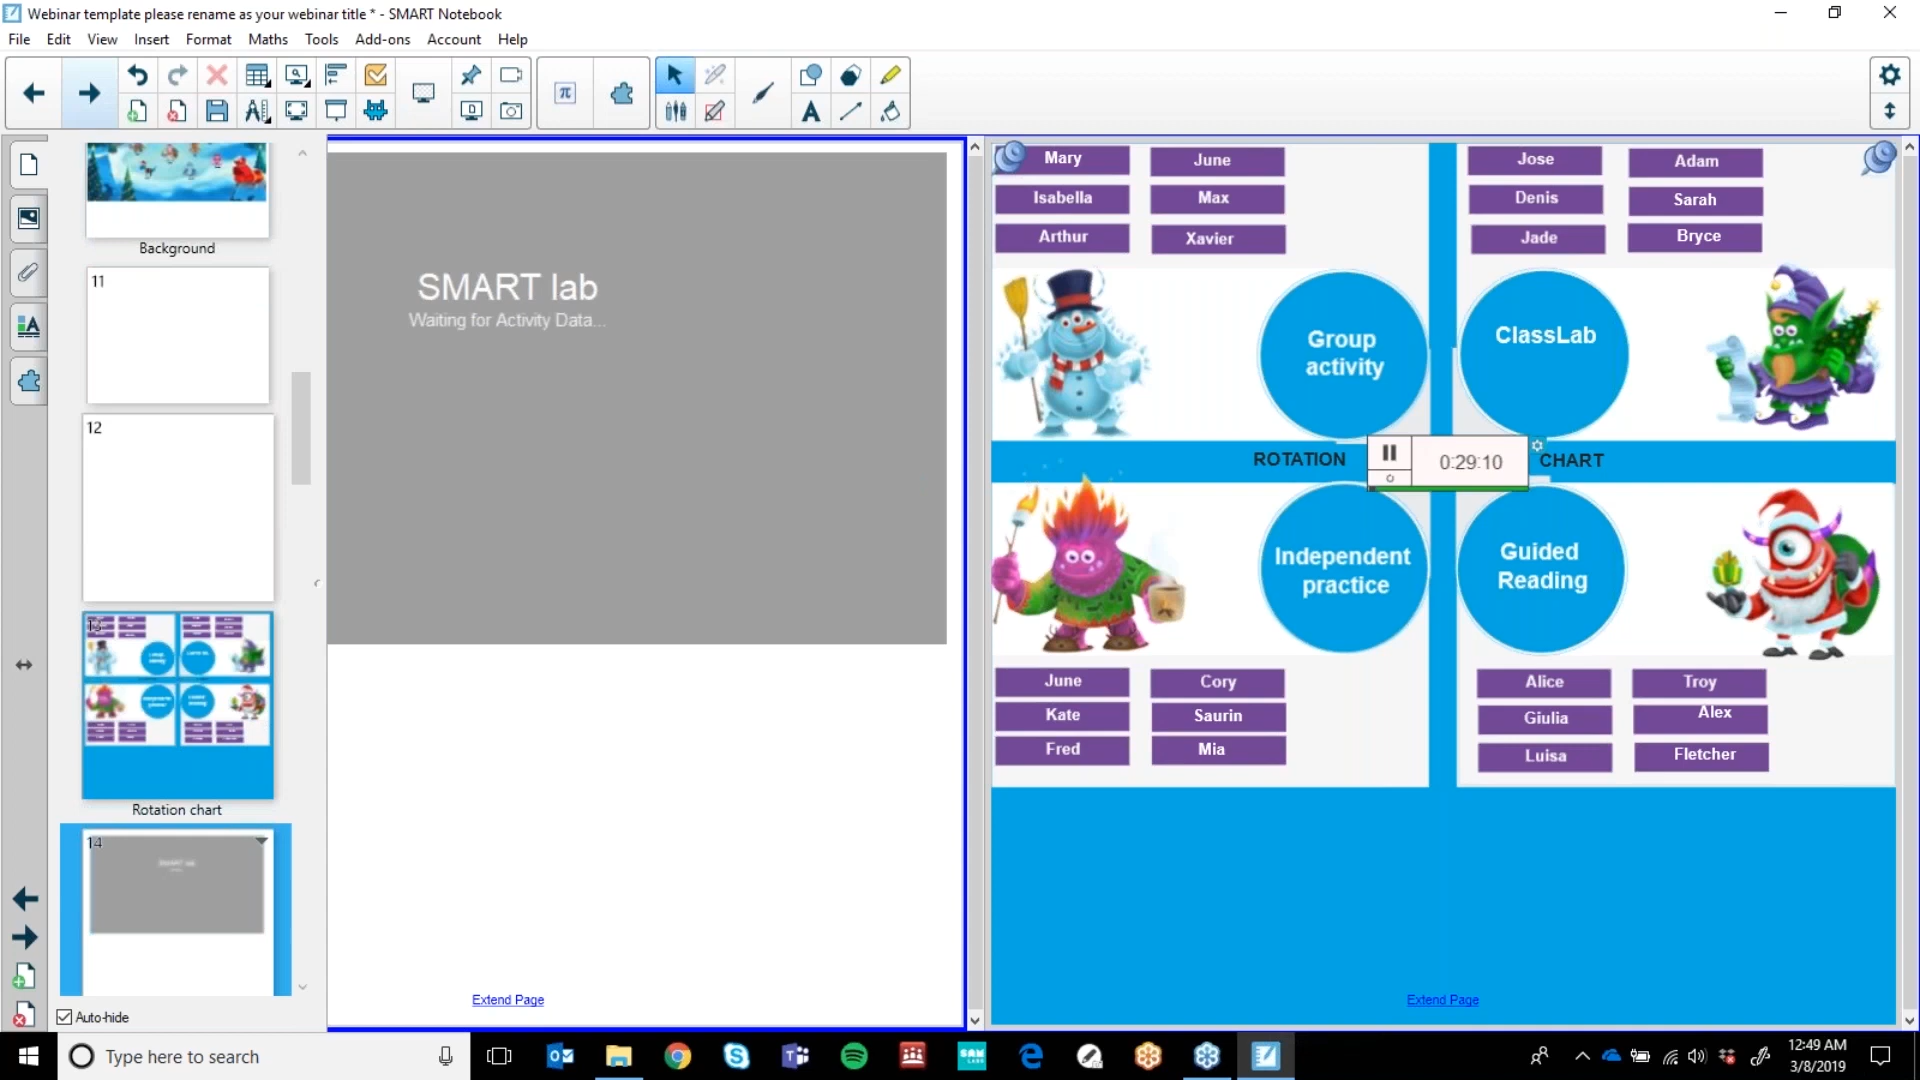 Webinar template please rename as your webinar title * - SMART Notebook
File Edit View Insert Format Maths Tools Add-ons Account Help
Background
11
12
13
Rotation chart
14
SMART lab
Auto-hide
SMART lab
Waiting for Activity Data...
Extend Page
Mary June
Isabella Max
Arthur Xavier
Jose Adam
Denis Sarah
Jade Bryce
Group
activity
ClassLab
ROTATION
0:29:10
CHART
Independent
practice
Guided
Reading
June Cory
Kate Saurin
Fred Mia
Alice Troy
Giulia Alex
Luisa Fletcher
Extend Page
Type here to search
12:49 AM
3/8/2019